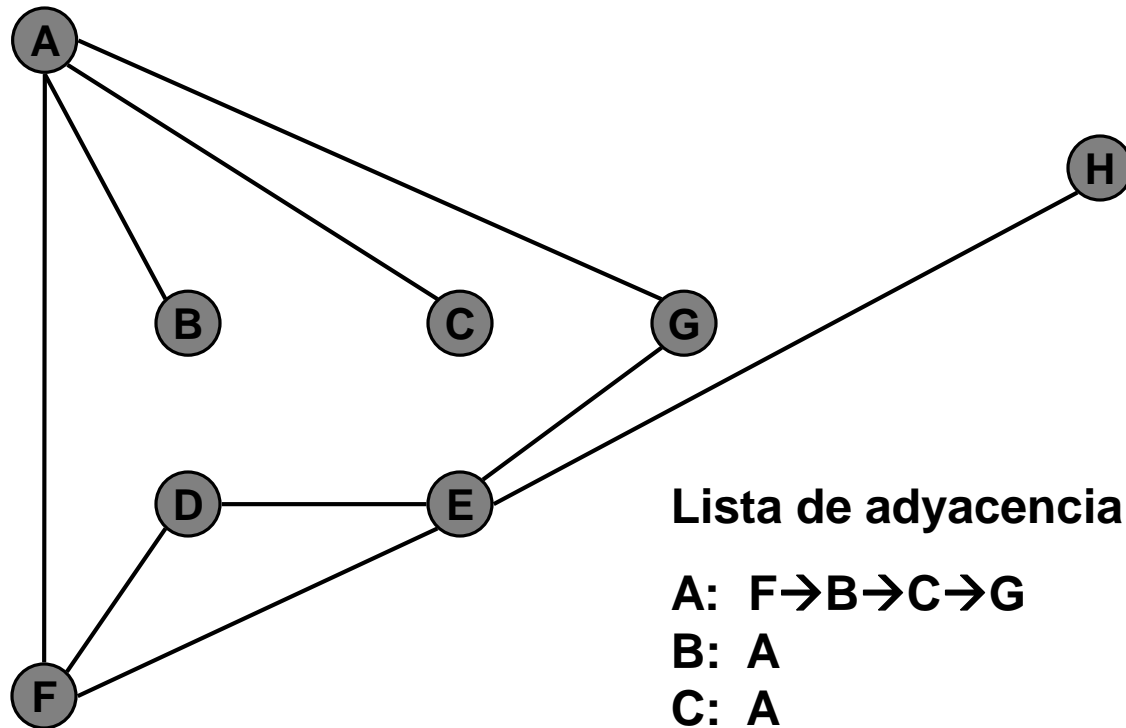 A
H
B C G
D E
Lista de adyacencia
A: F→B→C→G
B: A
F
C: A